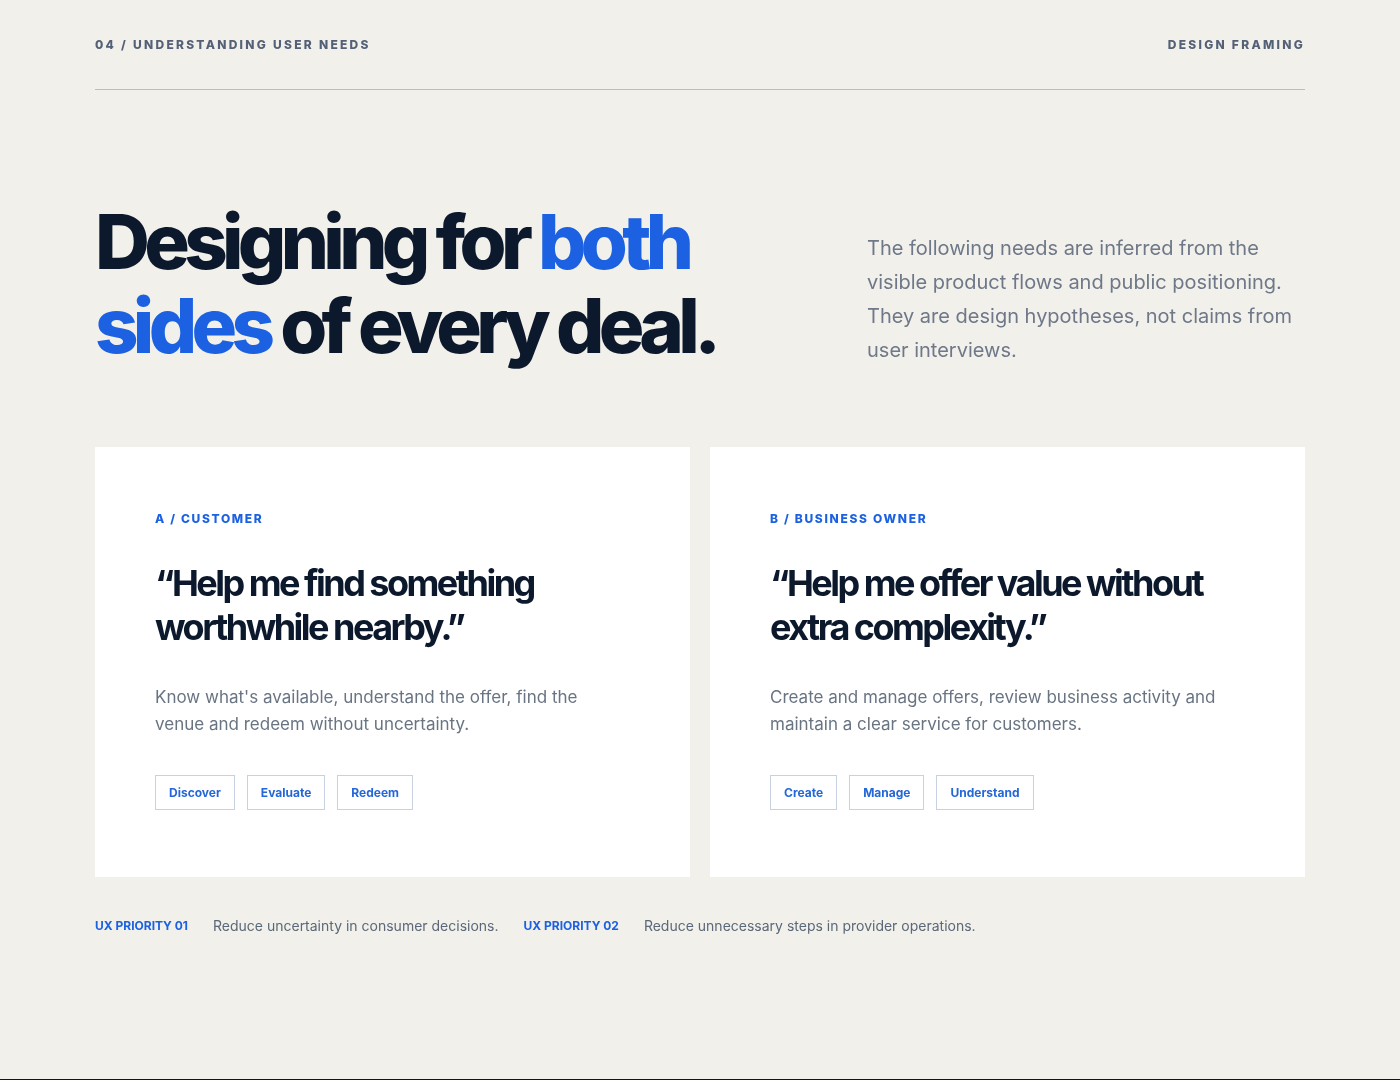 04 / UNDERSTANDING USER NEEDS
DESIGN FRAMING
Designing for both
sides of every deal.
The following needs are inferred from the
visible product flows and public positioning.
They are design hypotheses, not claims from
user interviews.
A / CUSTOMER
“Help me find something
worthwhile nearby.”
Know what's available, understand the offer, find the
venue and redeem without uncertainty.
Discover
Evaluate
Redeem
B / BUSINESS OWNER
“Help me offer value without
extra complexity.”
Create and manage offers, review business activity and
maintain a clear service for customers.
Create
Manage
Understand
UX PRIORITY 01 Reduce uncertainty in consumer decisions. UX PRIORITY 02 Reduce unnecessary steps in provider operations.